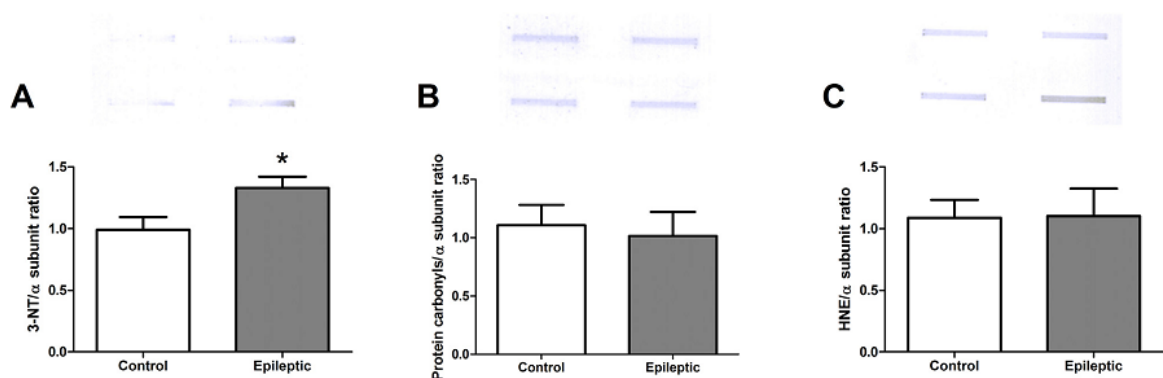 A
3-NT/α subunit ratio
1.5
1.0
0.5
0.0
*
Control
Epileptic
B
Protein carbonyls/α subunit ratio
1.5
1.0
0.5
0.0
Control
Epileptic
C
HNE/α subunit ratio
1.5
1.0
0.5
0.0
Control
Epileptic